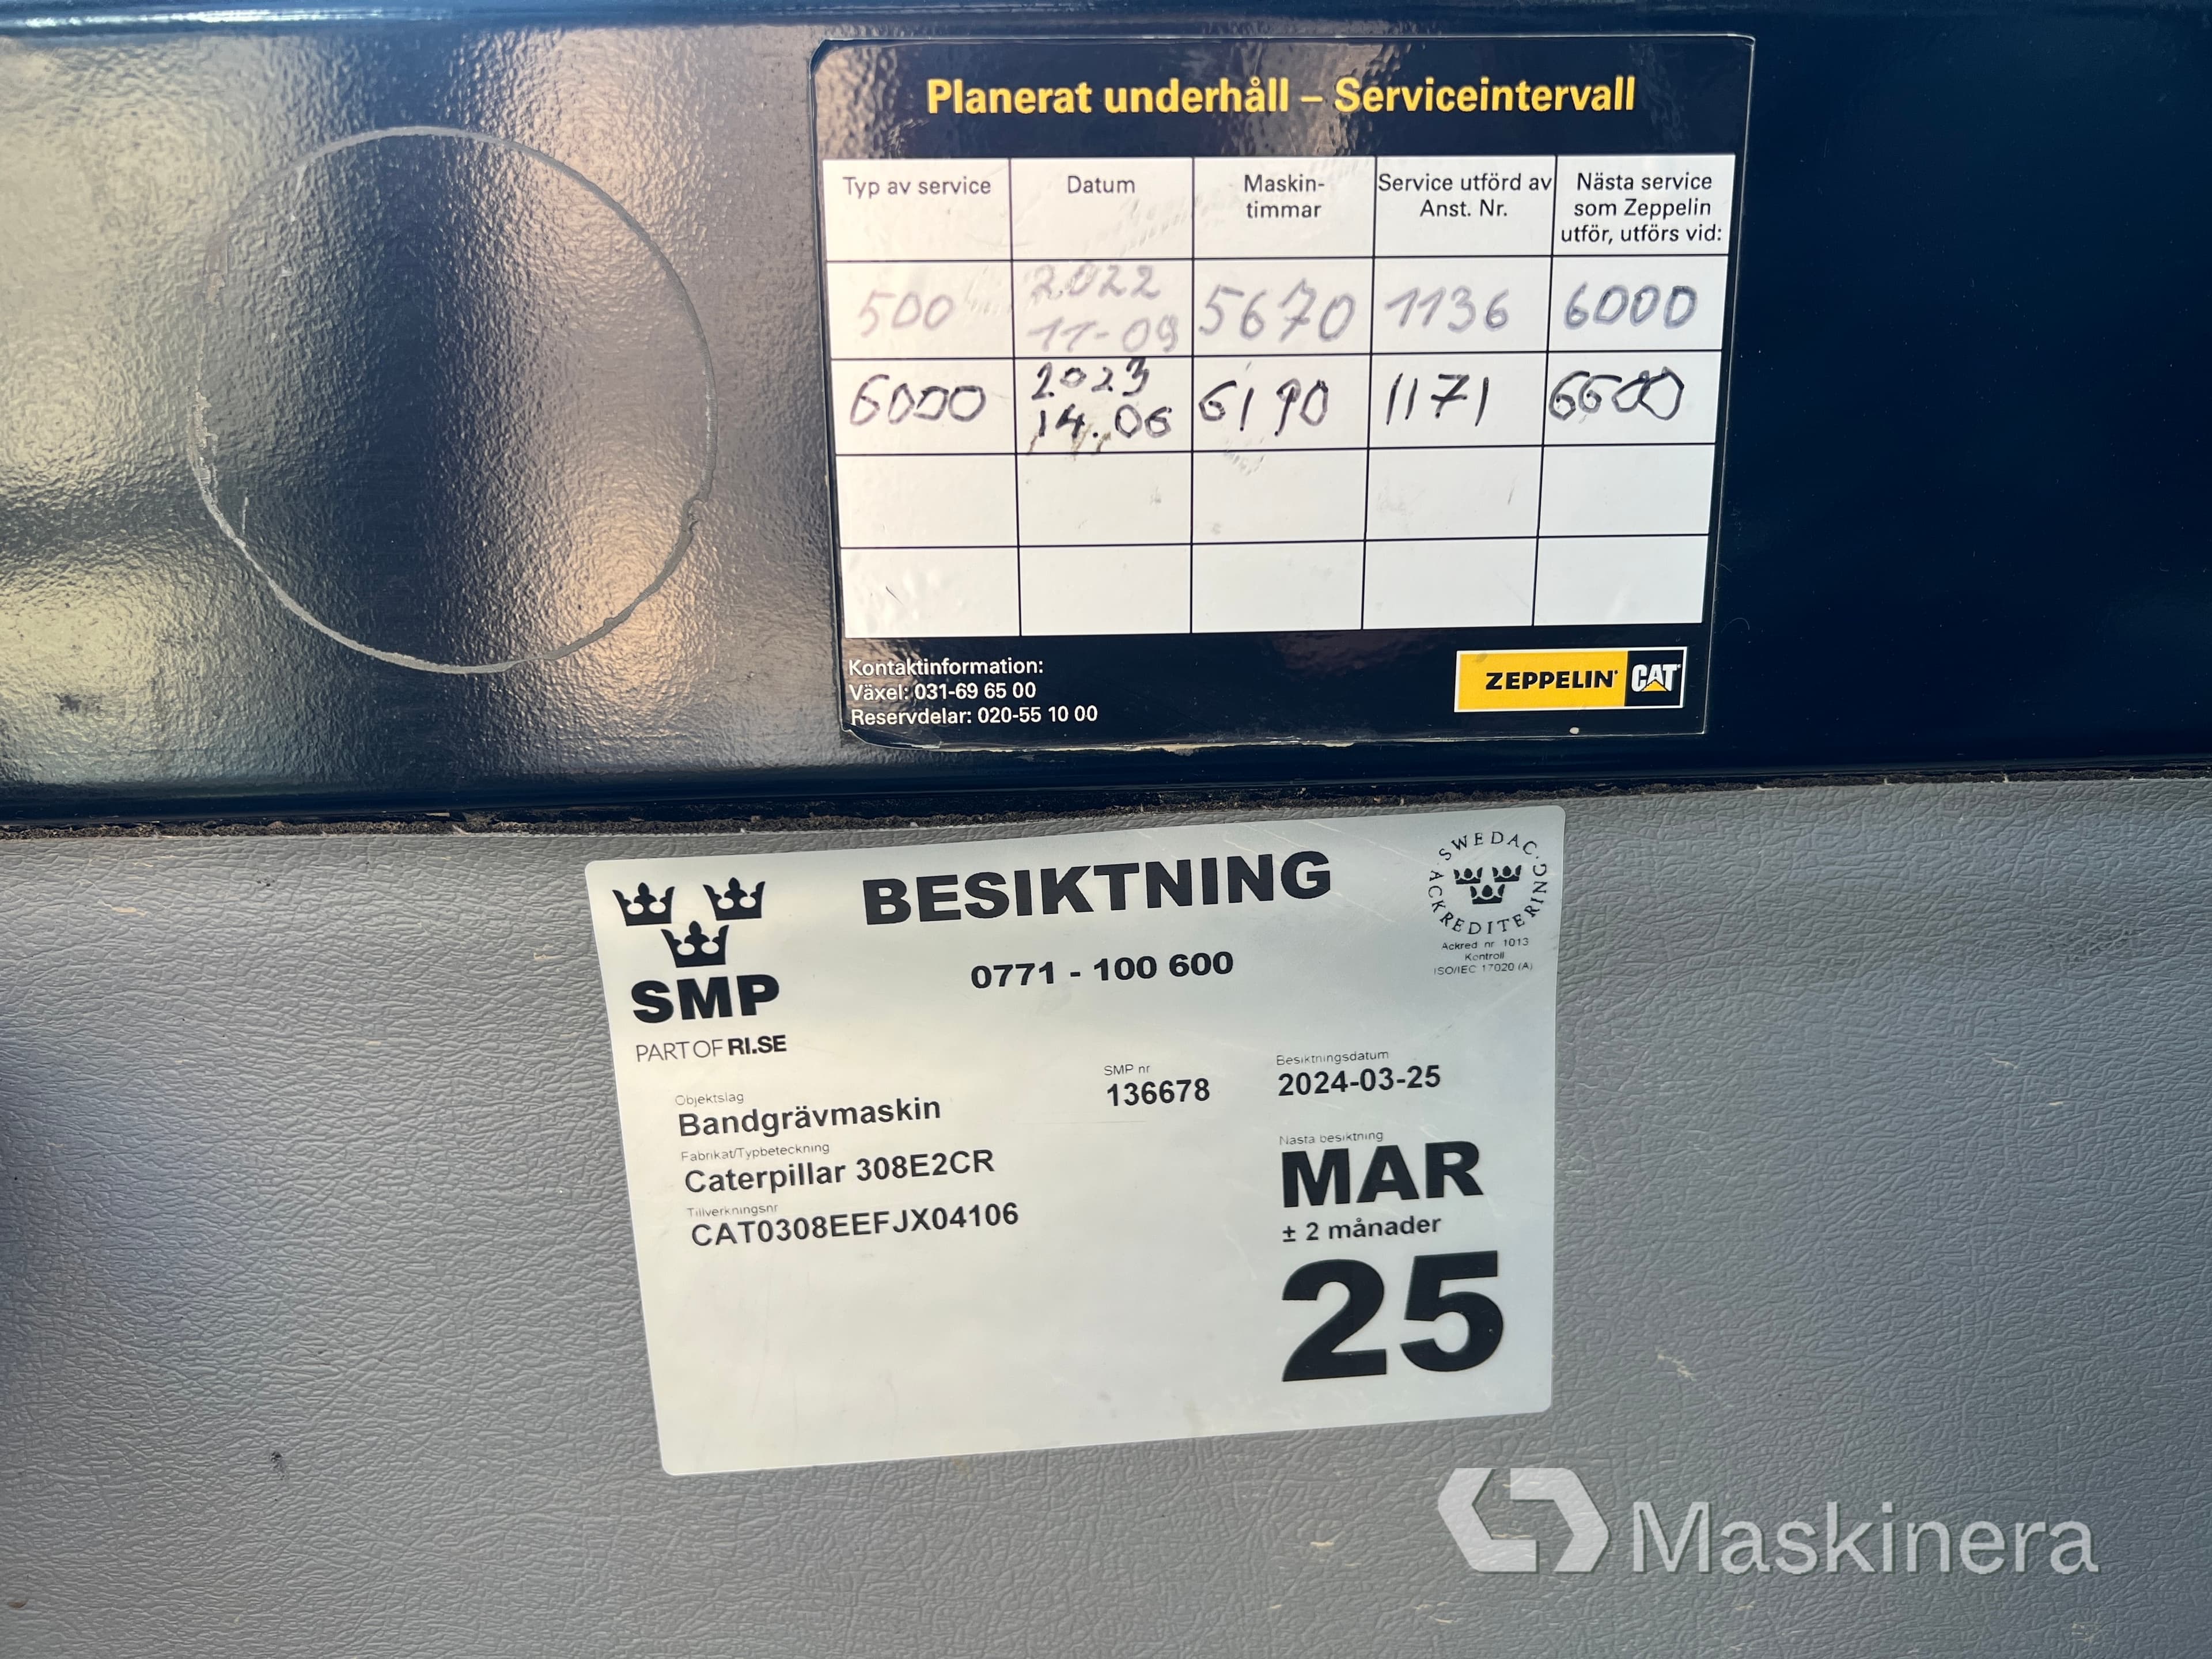 Planerat underhåll – Serviceintervall
Typ av service Datum Maskin- Service utförd av Nästa service
timmar Anst. Nr. som Zeppelin
utför, utförs vid:
500 2022 5670 1136 6000
11-09
6000 2023 6190 1171 6600
14.06
Kontaktinformation:
Växel: 031-69 65 00
Reservdelar: 020-55 10 00
ZEPPELIN CAT
BESIKTNING
0771 - 100 600
SMP
PART OF RI.SE
SWEDAC ACKREDITERING
Ackred nr 1013
Kontroll
ISO/IEC 17020 (A)
Objektslag
Bandgrävmaskin
Fabrikat/Typbeteckning
Caterpillar 308E2CR
Tillverkningsnr
CAT0308EEFJX04106
SMP nr
136678
Besiktningsdatum
2024-03-25
Nästa besiktning
MAR
± 2 månader
25
Maskinera